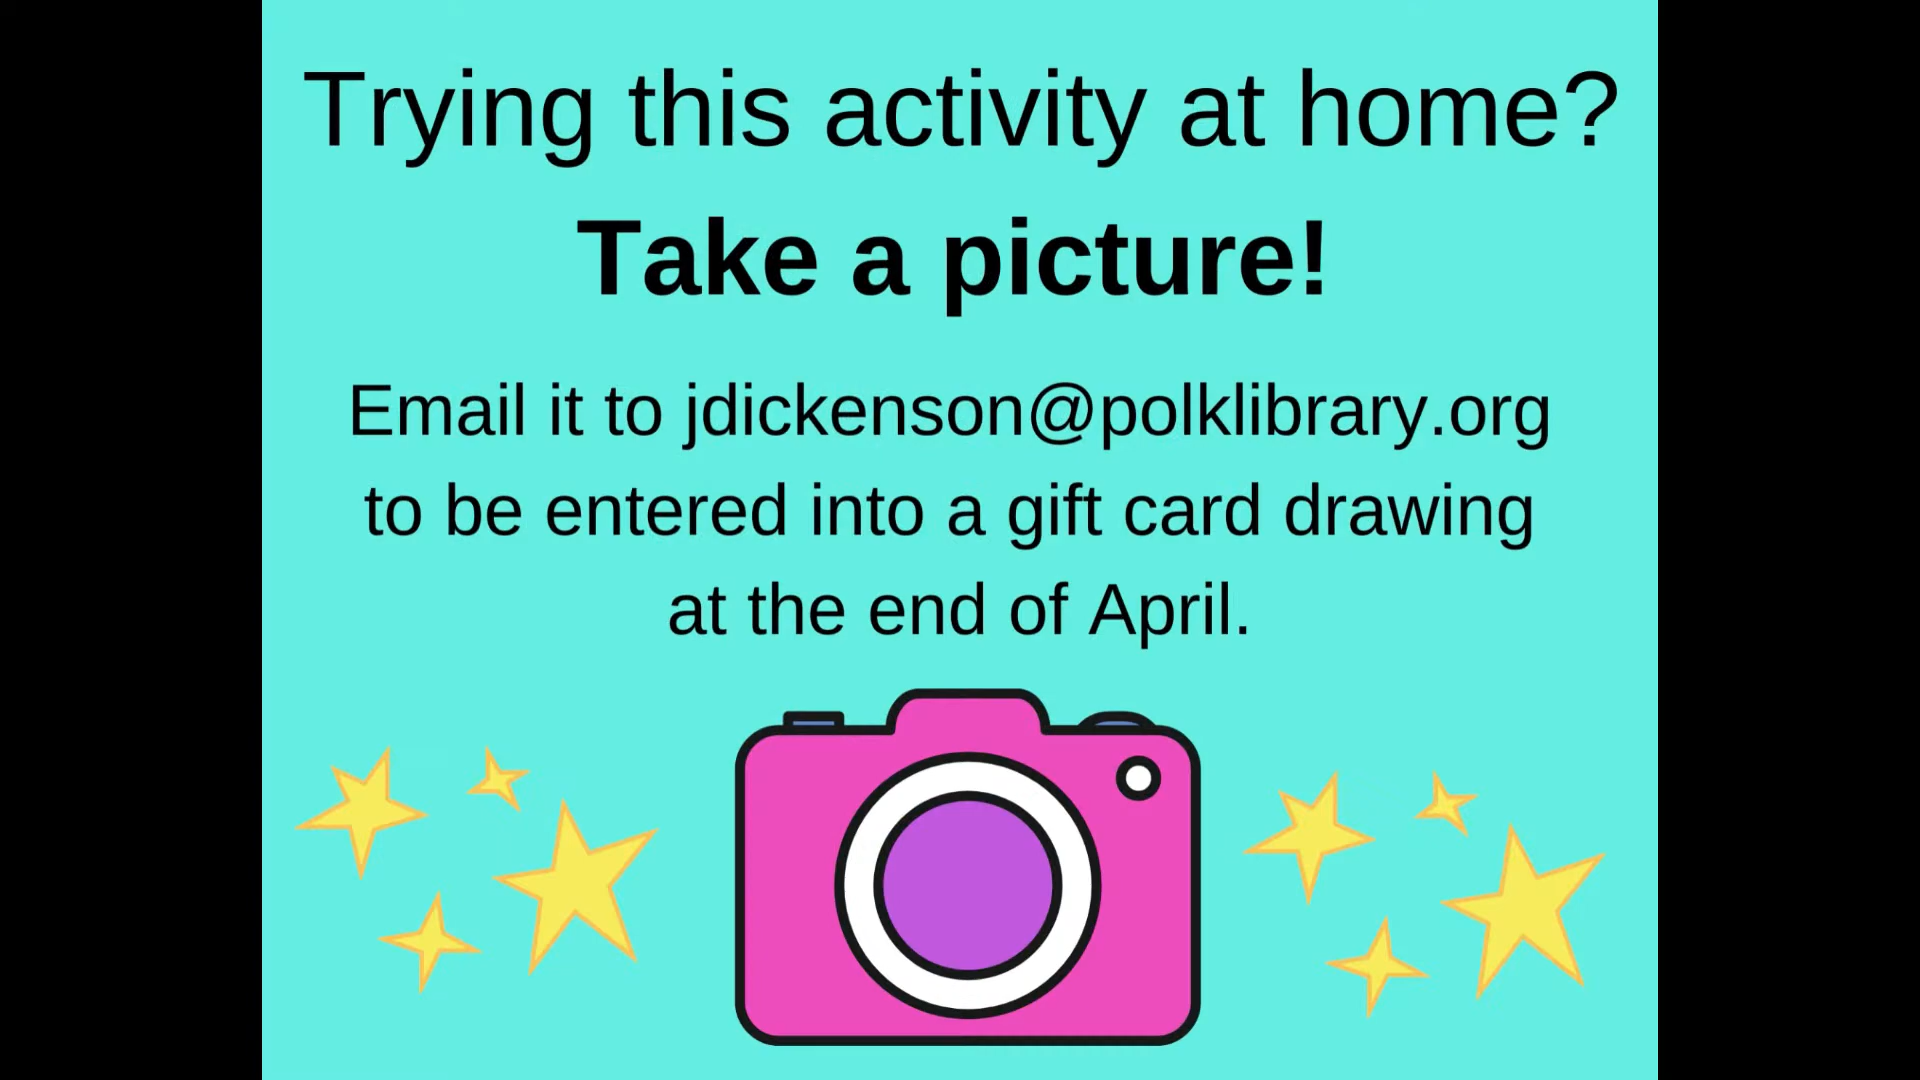 Trying this activity at home?
Take a picture!
Email it to jdickenson@polklibrary.org
to be entered into a gift card drawing
at the end of April.